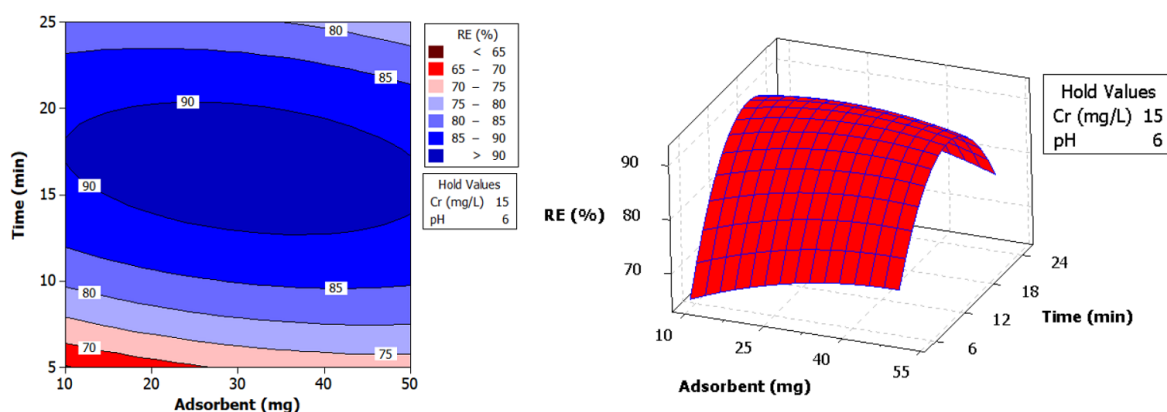 25
20
15
10
5
Time (min)
80
85
90
90
85
80
70
75
10
20
30
40
50
Adsorbent (mg)
RE (%)
< 65
65 – 70
70 – 75
75 – 80
80 – 85
85 – 90
> 90
Hold Values
Cr (mg/L) 15
pH 6
90
80
70
RE (%)
10
25
40
55
Adsorbent (mg)
6
12
18
24
Time (min)
Hold Values
Cr (mg/L) 15
pH 6